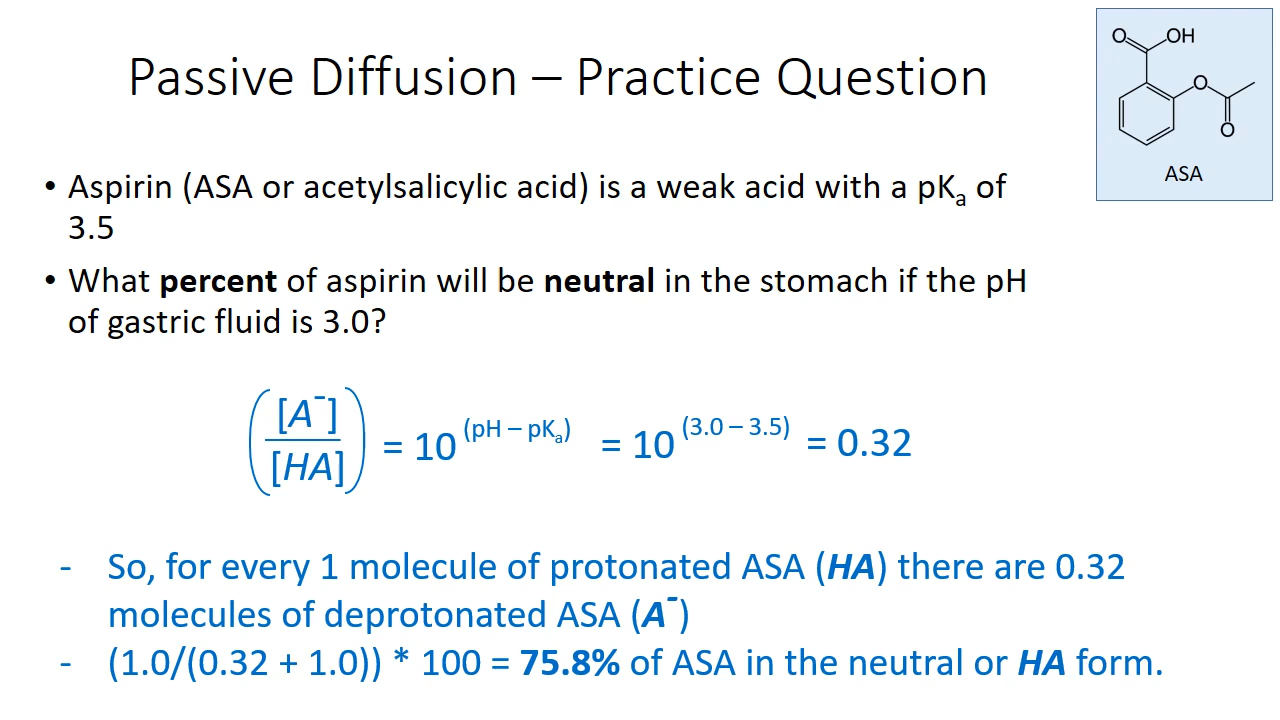 Passive Diffusion – Practice Question
O
OH
O
O
ASA
• Aspirin (ASA or acetylsalicylic acid) is a weak acid with a pKₐ of
3.5
• What percent of aspirin will be neutral in the stomach if the pH
of gastric fluid is 3.0?
([A⁻]/[HA]) = 10^(pH – pKₐ) = 10^(3.0 – 3.5) = 0.32
- So, for every 1 molecule of protonated ASA (HA) there are 0.32
molecules of deprotonated ASA (A⁻)
- (1.0/(0.32 + 1.0)) * 100 = 75.8% of ASA in the neutral or HA form.